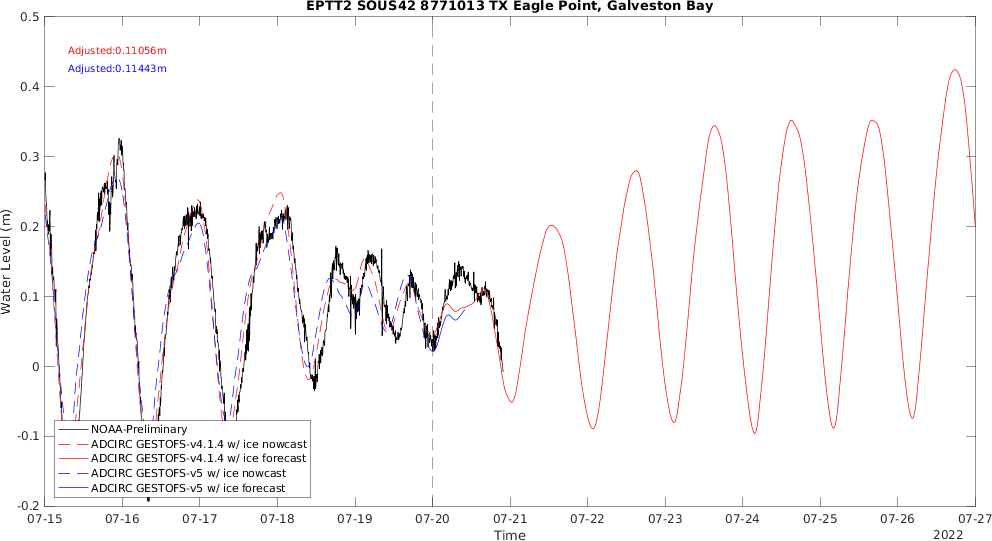 EPTT2 SOUS42 8771013 TX Eagle Point, Galveston Bay
0.5
Adjusted:0.11056m
Adjusted:0.11443m
0.4
0.3
0.2
Water Level (m)
0.1
0
-0.1
-0.2
NOAA-Preliminary
ADCIRC GESTOFS-v4.1.4 w/ ice nowcast
ADCIRC GESTOFS-v4.1.4 w/ ice forecast
ADCIRC GESTOFS-v5 w/ ice nowcast
ADCIRC GESTOFS-v5 w/ ice forecast
07-15 07-16 07-17 07-18 07-19 07-20 07-21 07-22 07-23 07-24 07-25 07-26 07-27
Time
2022